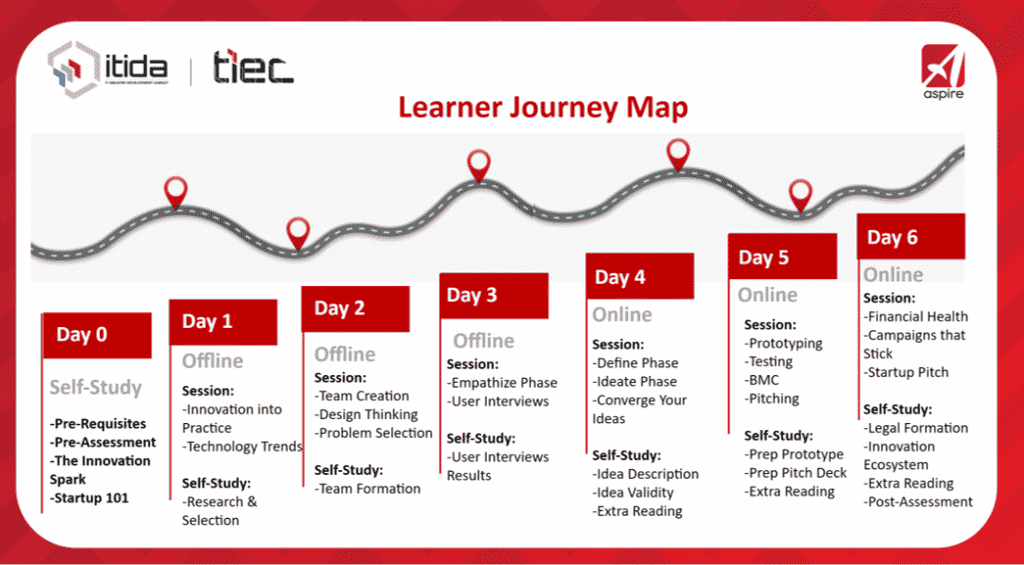 itida
IT INDUSTRY DEVELOPMENT AGENCY
tiec
aspire
Learner Journey Map
Day 0
Self-Study
-Pre-Requisites
-Pre-Assessment
-The Innovation
Spark
-Startup 101
Day 1
Offline
Session:
-Innovation into
Practice
-Technology Trends
Self-Study:
-Research &
Selection
Day 2
Offline
Session:
-Team Creation
-Design Thinking
-Problem Selection
Self-Study:
-Team Formation
Day 3
Offline
Session:
-Empathize Phase
-User Interviews
Self-Study:
-User Interviews
Results
Day 4
Online
Session:
-Define Phase
-Ideate Phase
-Converge Your
Ideas
Self-Study:
-Idea Description
-Idea Validity
-Extra Reading
Day 5
Online
Session:
-Prototyping
-Testing
-BMC
-Pitching
Self-Study:
-Prep Prototype
-Prep Pitch Deck
-Extra Reading
Day 6
Online
Session:
-Financial Health
-Campaigns that
Stick
-Startup Pitch
Self-Study:
-Legal Formation
-Innovation
Ecosystem
-Extra Reading
-Post-Assessment